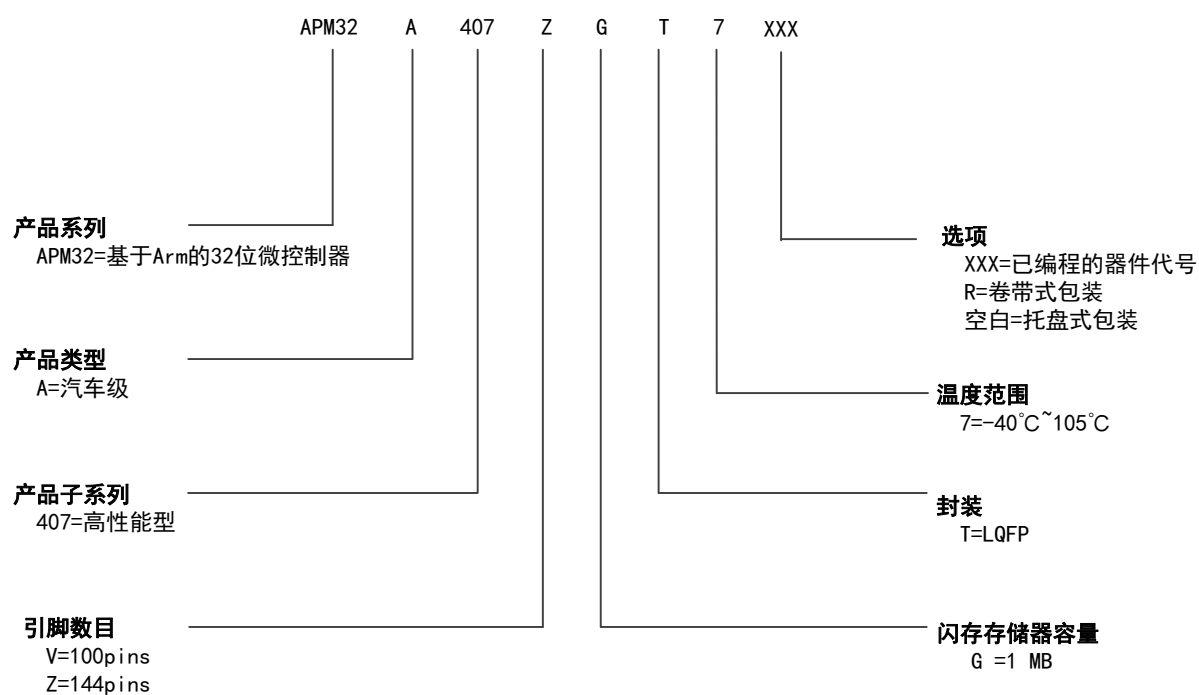 APM32 A 407 Z G T 7 XXX
产品系列
APM32=基于Arm的32位微控制器
产品类型
A=汽车级
产品子系列
407=高性能型
引脚数目
V=100pins
Z=144pins
选项
XXX=已编程的器件代号
R=卷带式包装
空白=托盘式包装
温度范围
7=-40℃~105℃
封装
T=LQFP
闪存存储器容量
G =1 MB